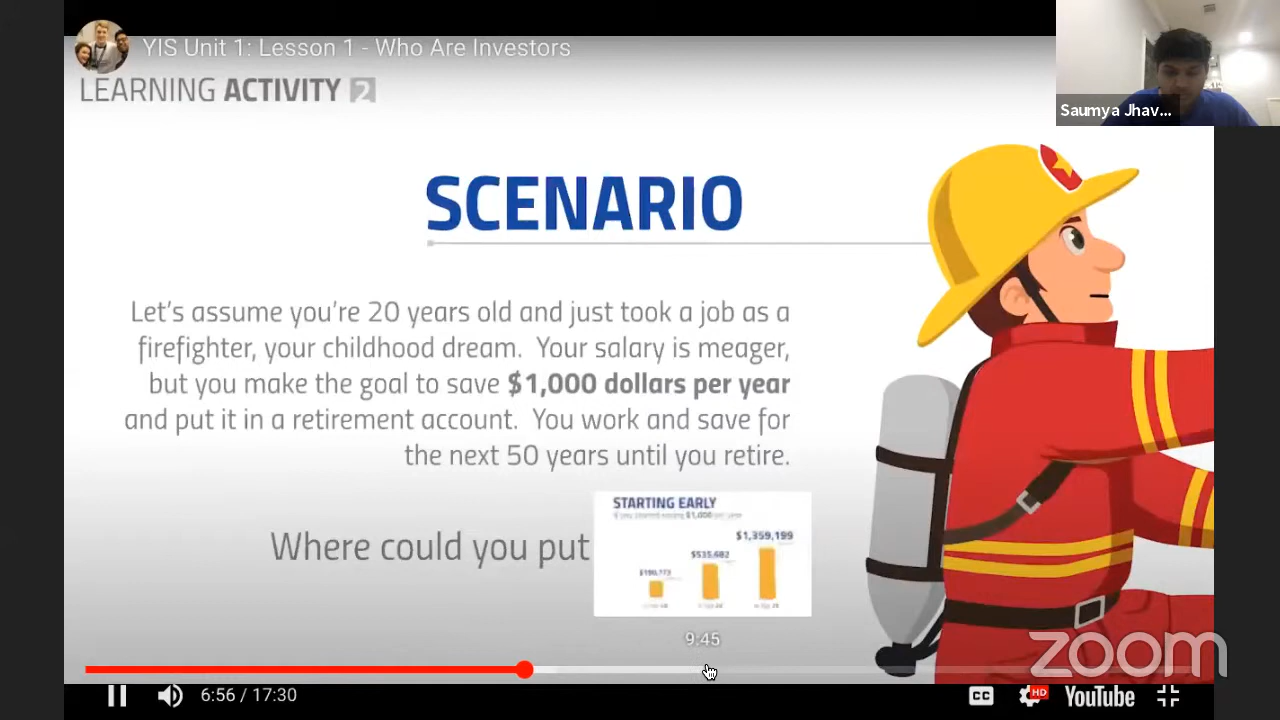 YIS Unit 1: Lesson 1 - Who Are Investors
Saumya Jhav...
LEARNING ACTIVITY 2
SCENARIO
Let's assume you're 20 years old and just took a job as a
firefighter, your childhood dream. Your salary is meager,
but you make the goal to save $1,000 dollars per year
and put it in a retirement account. You work and save for
the next 50 years until you retire.
Where could you put
STARTING EARLY
$1,000
$535,682
$1,359,199
9:45
zoom
6:56 / 17:30
CC
HD
YouTube